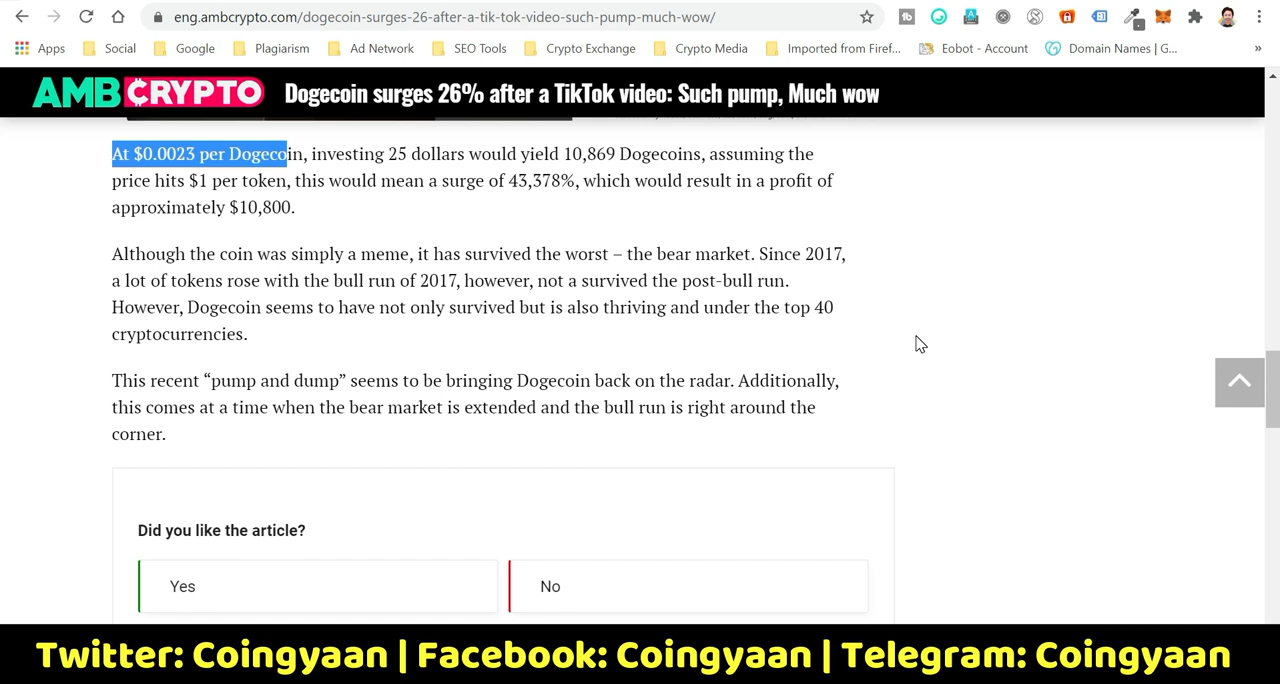 eng.ambcrypto.com/dogecoin-surges-26-after-a-tik-tok-video-such-pump-much-wow/
Apps Social Google Plagiarism Ad Network SEO Tools Crypto Exchange Crypto Media Imported from Firef... Eobot - Account Domain Names | G... »
AMBCRYPTO Dogecoin surges 26% after a TikTok video: Such pump, Much wow
At $0.0023 per Dogecoin, investing 25 dollars would yield 10,869 Dogecoins, assuming the
price hits $1 per token, this would mean a surge of 43,378%, which would result in a profit of
approximately $10,800.
Although the coin was simply a meme, it has survived the worst – the bear market. Since 2017,
a lot of tokens rose with the bull run of 2017, however, not a survived the post-bull run.
However, Dogecoin seems to have not only survived but is also thriving and under the top 40
cryptocurrencies.
This recent “pump and dump” seems to be bringing Dogecoin back on the radar. Additionally,
this comes at a time when the bear market is extended and the bull run is right around the
corner.
Did you like the article?
Yes No
Twitter: Coingyaan | Facebook: Coingyaan | Telegram: Coingyaan